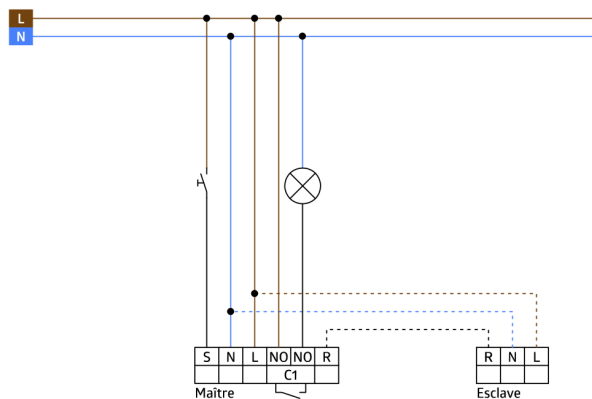 L
N
S N L NO NO R
C1
Maître
R N L
Esclave